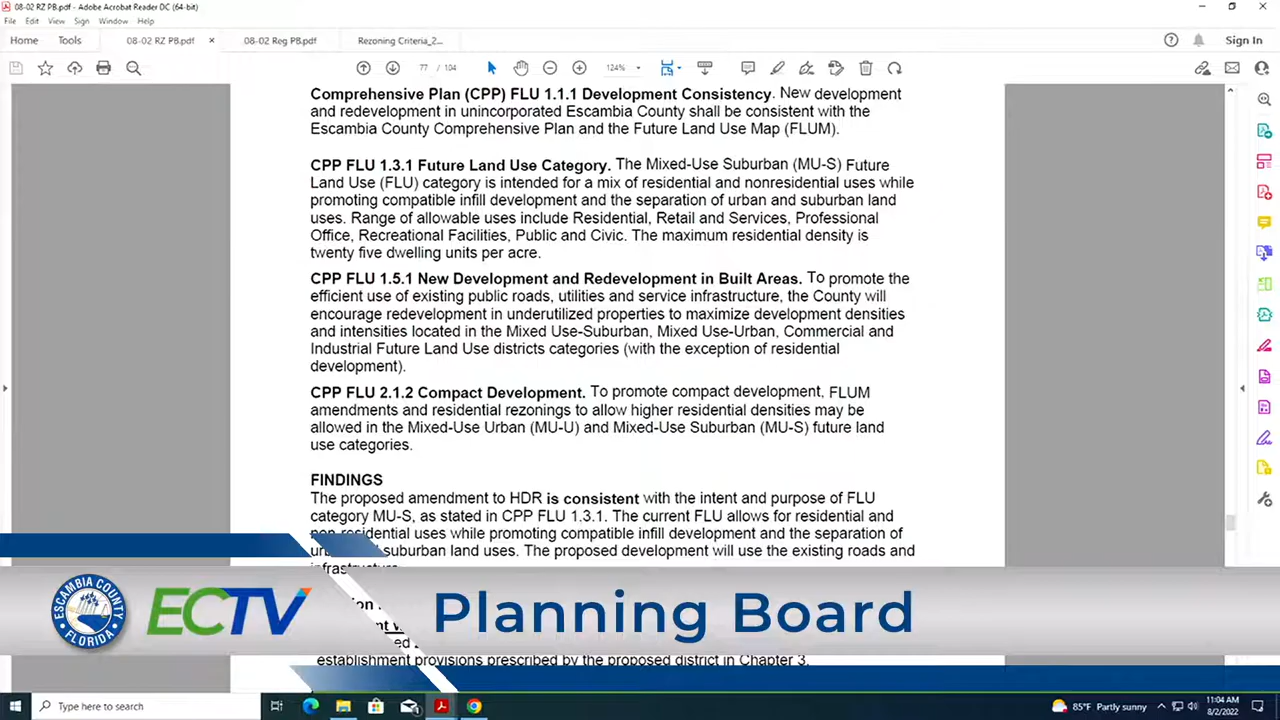 08-02 RZ PB.pdf - Adobe Acrobat Reader DC (64-bit)
File Edit View Sign Window Help
Home Tools 08-02 RZ PB.pdf × 08-02 Reg PB.pdf Rezoning Criteria_2... Sign In
77 / 104 124%
Comprehensive Plan (CPP) FLU 1.1.1 Development Consistency. New development
and redevelopment in unincorporated Escambia County shall be consistent with the
Escambia County Comprehensive Plan and the Future Land Use Map (FLUM).
CPP FLU 1.3.1 Future Land Use Category. The Mixed-Use Suburban (MU-S) Future
Land Use (FLU) category is intended for a mix of residential and nonresidential uses while
promoting compatible infill development and the separation of urban and suburban land
uses. Range of allowable uses include Residential, Retail and Services, Professional
Office, Recreational Facilities, Public and Civic. The maximum residential density is
twenty five dwelling units per acre.
CPP FLU 1.5.1 New Development and Redevelopment in Built Areas. To promote the
efficient use of existing public roads, utilities and service infrastructure, the County will
encourage redevelopment in underutilized properties to maximize development densities
and intensities located in the Mixed Use-Suburban, Mixed Use-Urban, Commercial and
Industrial Future Land Use districts categories (with the exception of residential
development).
CPP FLU 2.1.2 Compact Development. To promote compact development, FLUM
amendments and residential rezonings to allow higher residential densities may be
allowed in the Mixed-Use Urban (MU-U) and Mixed-Use Suburban (MU-S) future land
use categories.
FINDINGS
The proposed amendment to HDR is consistent with the intent and purpose of FLU
category MU-S, as stated in CPP FLU 1.3.1. The current FLU allows for residential and
non-residential uses while promoting compatible infill development and the separation of
suburban land uses. The proposed development will use the existing roads and
infrastructure
establishment provisions prescribed by the proposed district in Chapter 3.
ESCAMBIA COUNTY
FLORIDA
ECTV
Planning Board
Type here to search
85°F Partly sunny
11:04 AM
8/2/2022